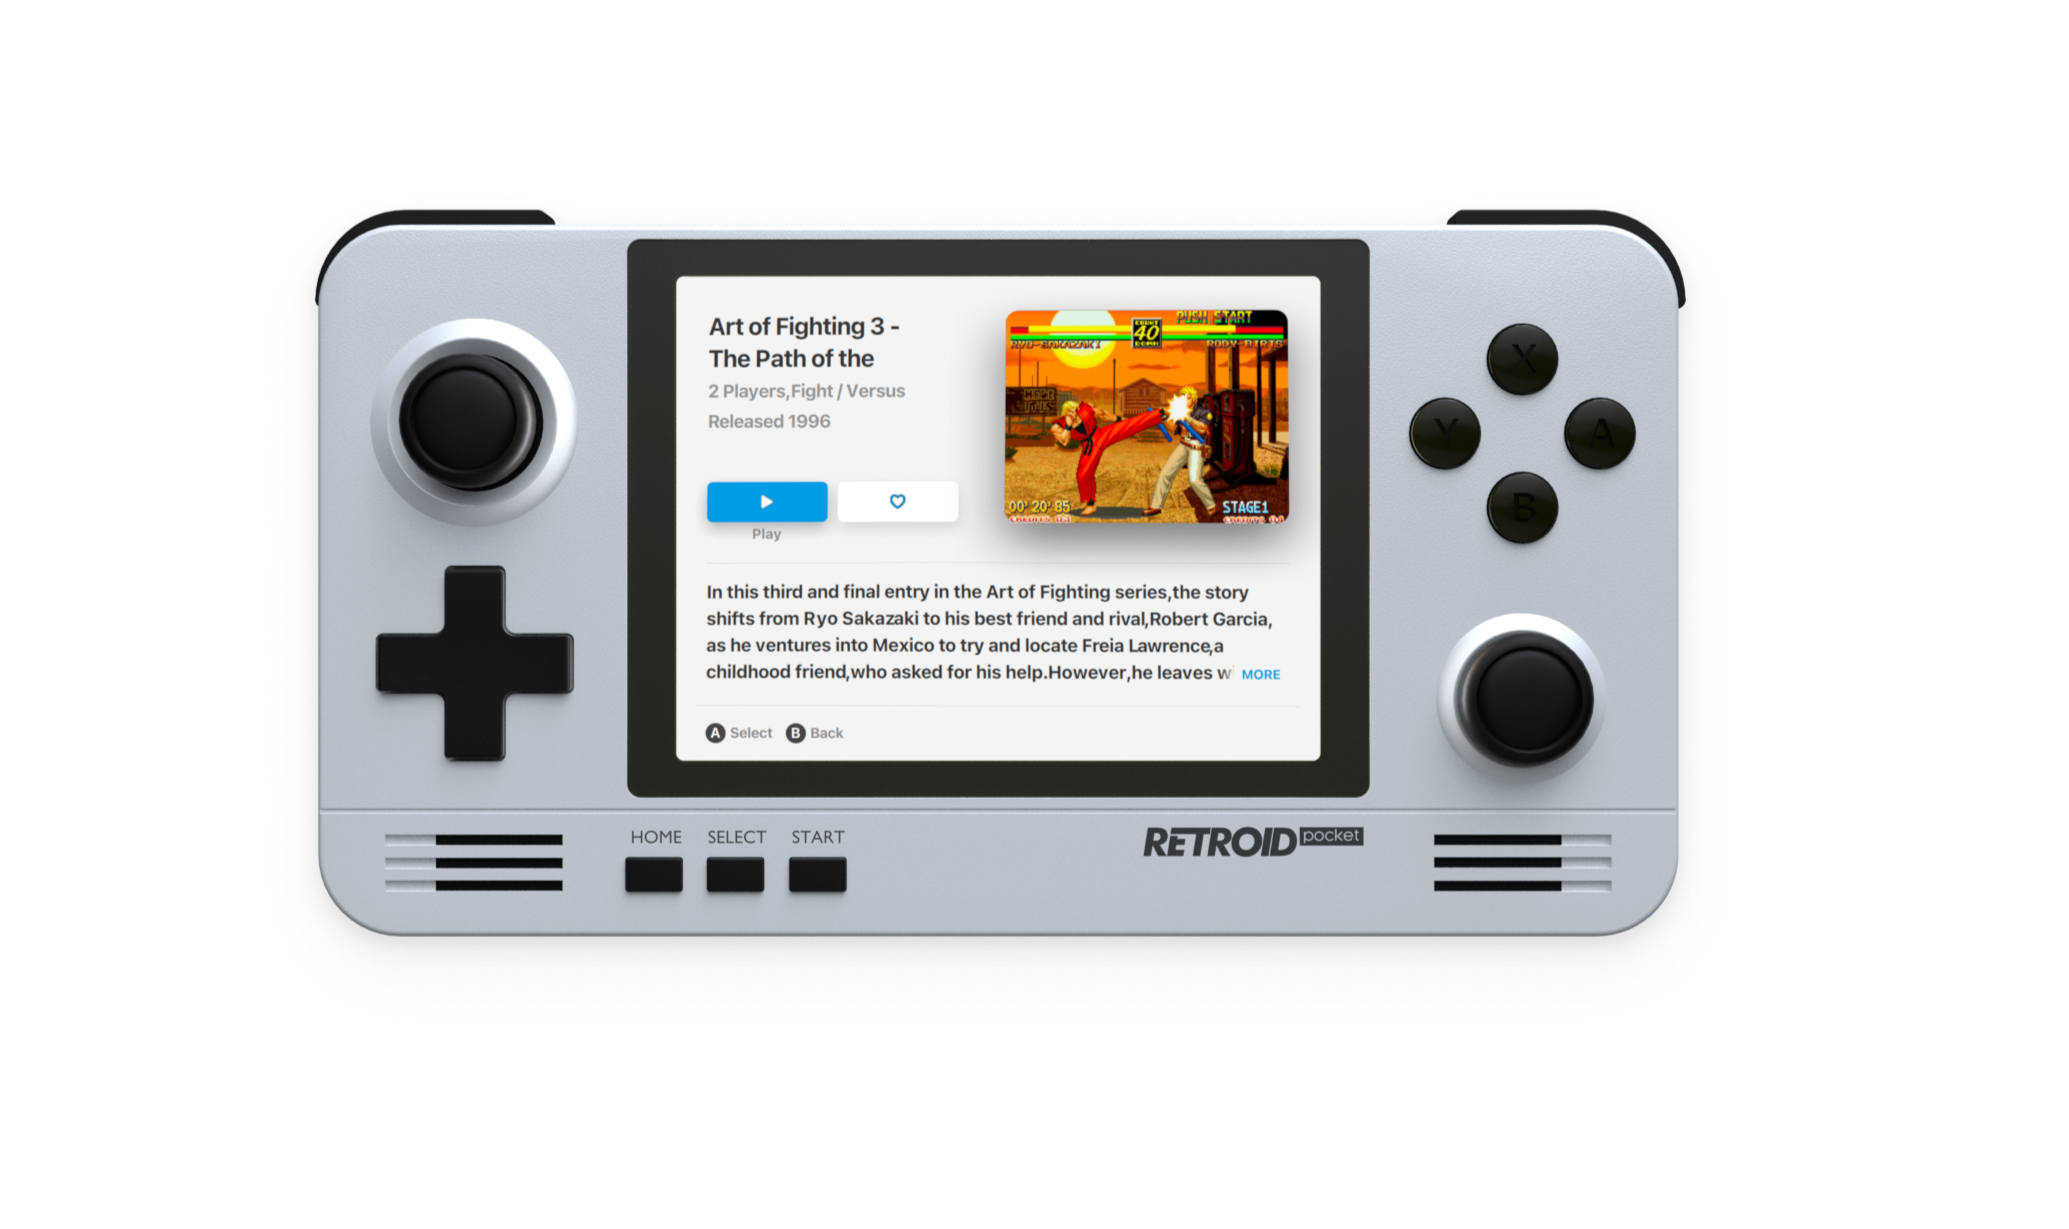 Art of Fighting 3 -
The Path of the
2 Players,Fight / Versus
Released 1996
Play
PUSH START
COUNT
40
DOWN
RYO-SAKAZAKI
RODY-BIRTS
00'20'85
STAGE1
CREDITS 04
In this third and final entry in the Art of Fighting series,the story
shifts from Ryo Sakazaki to his best friend and rival,Robert Garcia,
as he ventures into Mexico to try and locate Freia Lawrence,a
childhood friend,who asked for his help.However,he leaves w MORE
A Select B Back
X
Y
A
B
HOME SELECT START
RETROID pocket